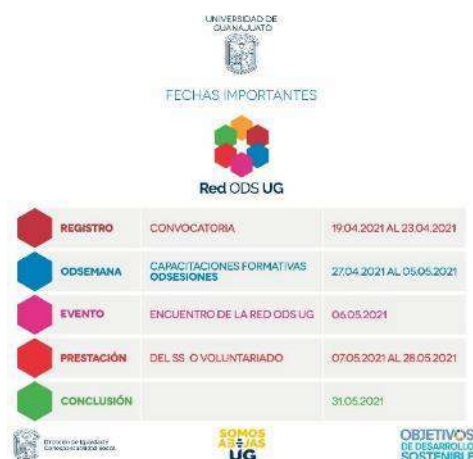 UNIVERSIDAD DE
GUANAJUATO
FECHAS IMPORTANTES
Red ODS UG
REGISTRO CONVOCATORIA 19.04.2021 AL 23.04.2021
ODSEMANA CAPACITACIONES FORMATIVAS ODSESIONES 27.04.2021 AL 05.05.2021
EVENTO ENCUENTRO DE LA RED ODS UG 06.05.2021
PRESTACIÓN DEL SS O VOLUNTARIADO 07.05.2021 AL 28.05.2021
CONCLUSIÓN 31.05.2021
SOMOS
ABEJAS
UG
OBJETIVOS
DE DESARROLLO
SOSTENIBLE